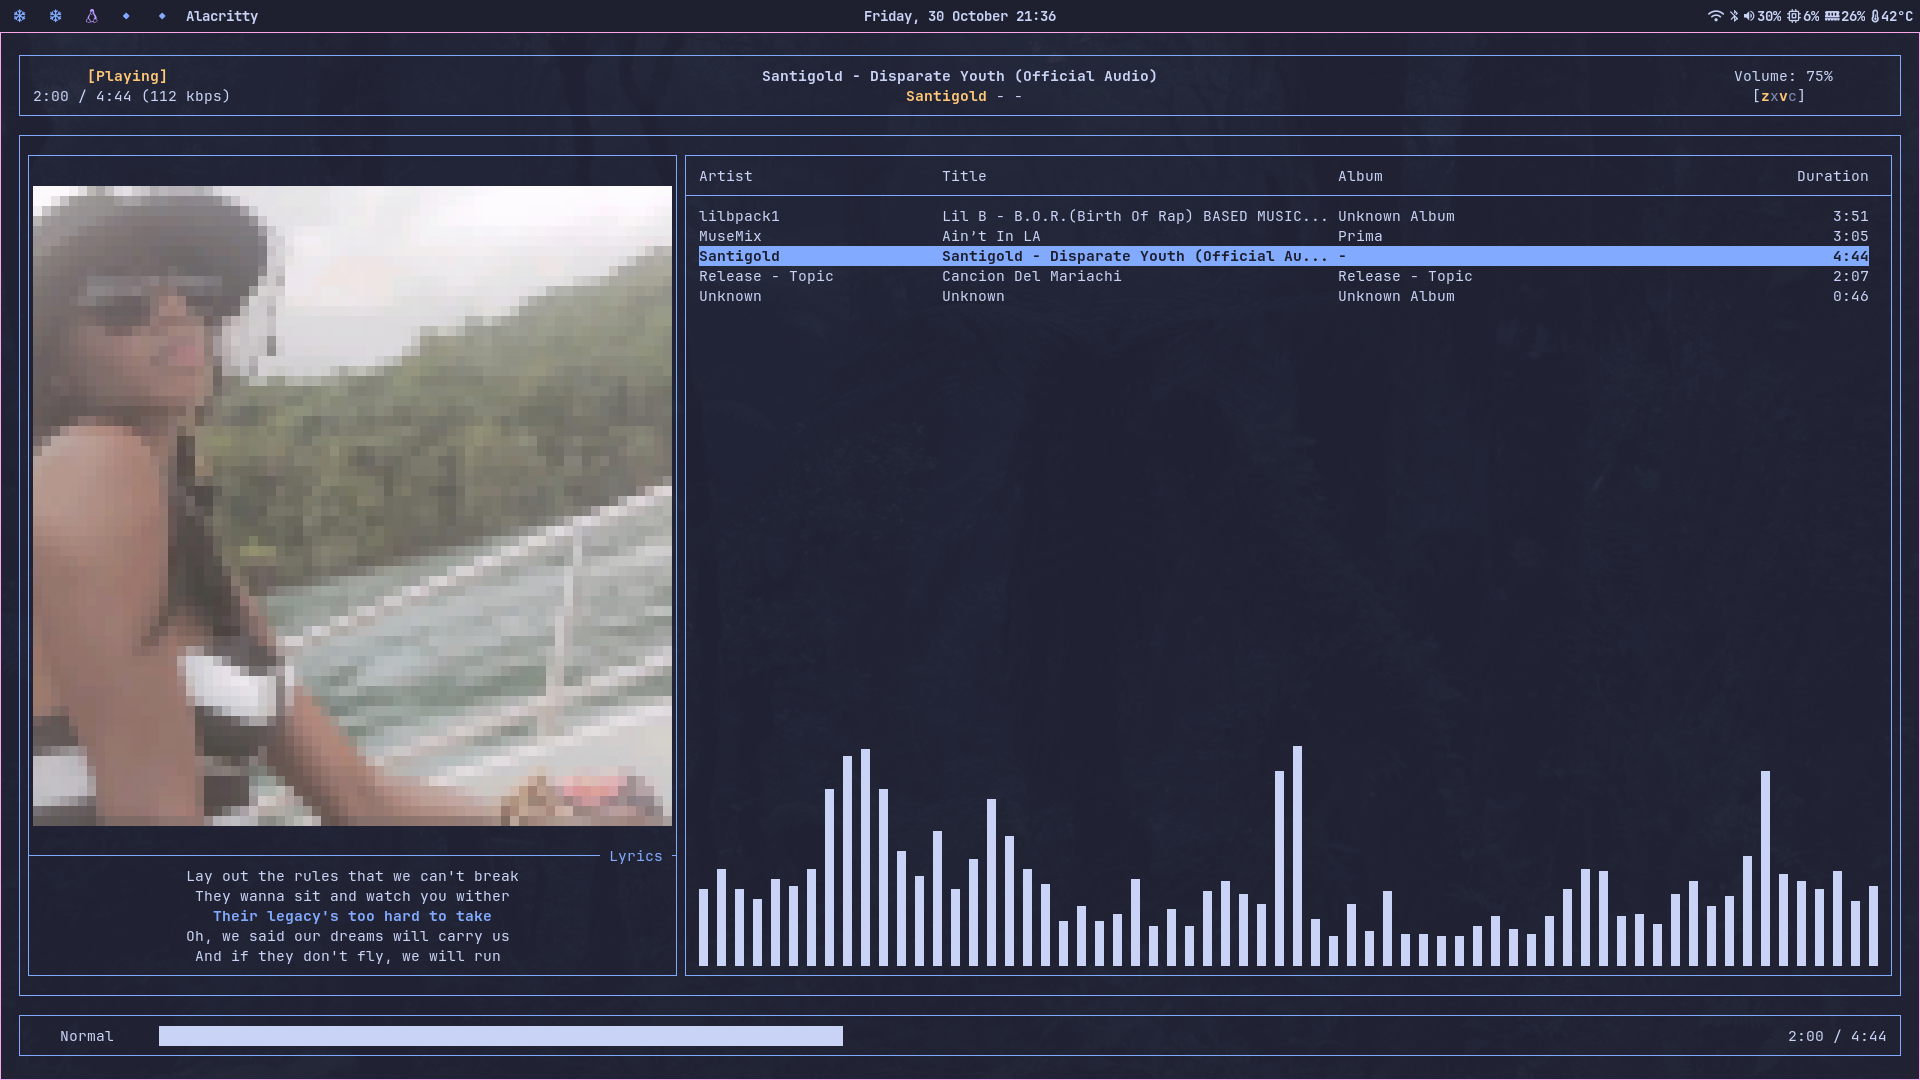 Alacritty
Friday, 30 October 21:36
30% 6% 26% 42°C
[Playing]
2:00 / 4:44 (112 kbps)
Santigold - Disparate Youth (Official Audio)
Santigold - -
Volume: 75%
[zxvc]
Artist Title Album Duration
lilbpack1 Lil B - B.O.R.(Birth Of Rap) BASED MUSIC... Unknown Album 3:51
MuseMix Ain't In LA Prima 3:05
Santigold Santigold - Disparate Youth (Official Au... - 4:44
Release - Topic Cancion Del Mariachi Release - Topic 2:07
Unknown Unknown Unknown Album 0:46
Lyrics
Lay out the rules that we can't break
They wanna sit and watch you wither
Their legacy's too hard to take
Oh, we said our dreams will carry us
And if they don't fly, we will run
Normal 2:00 / 4:44